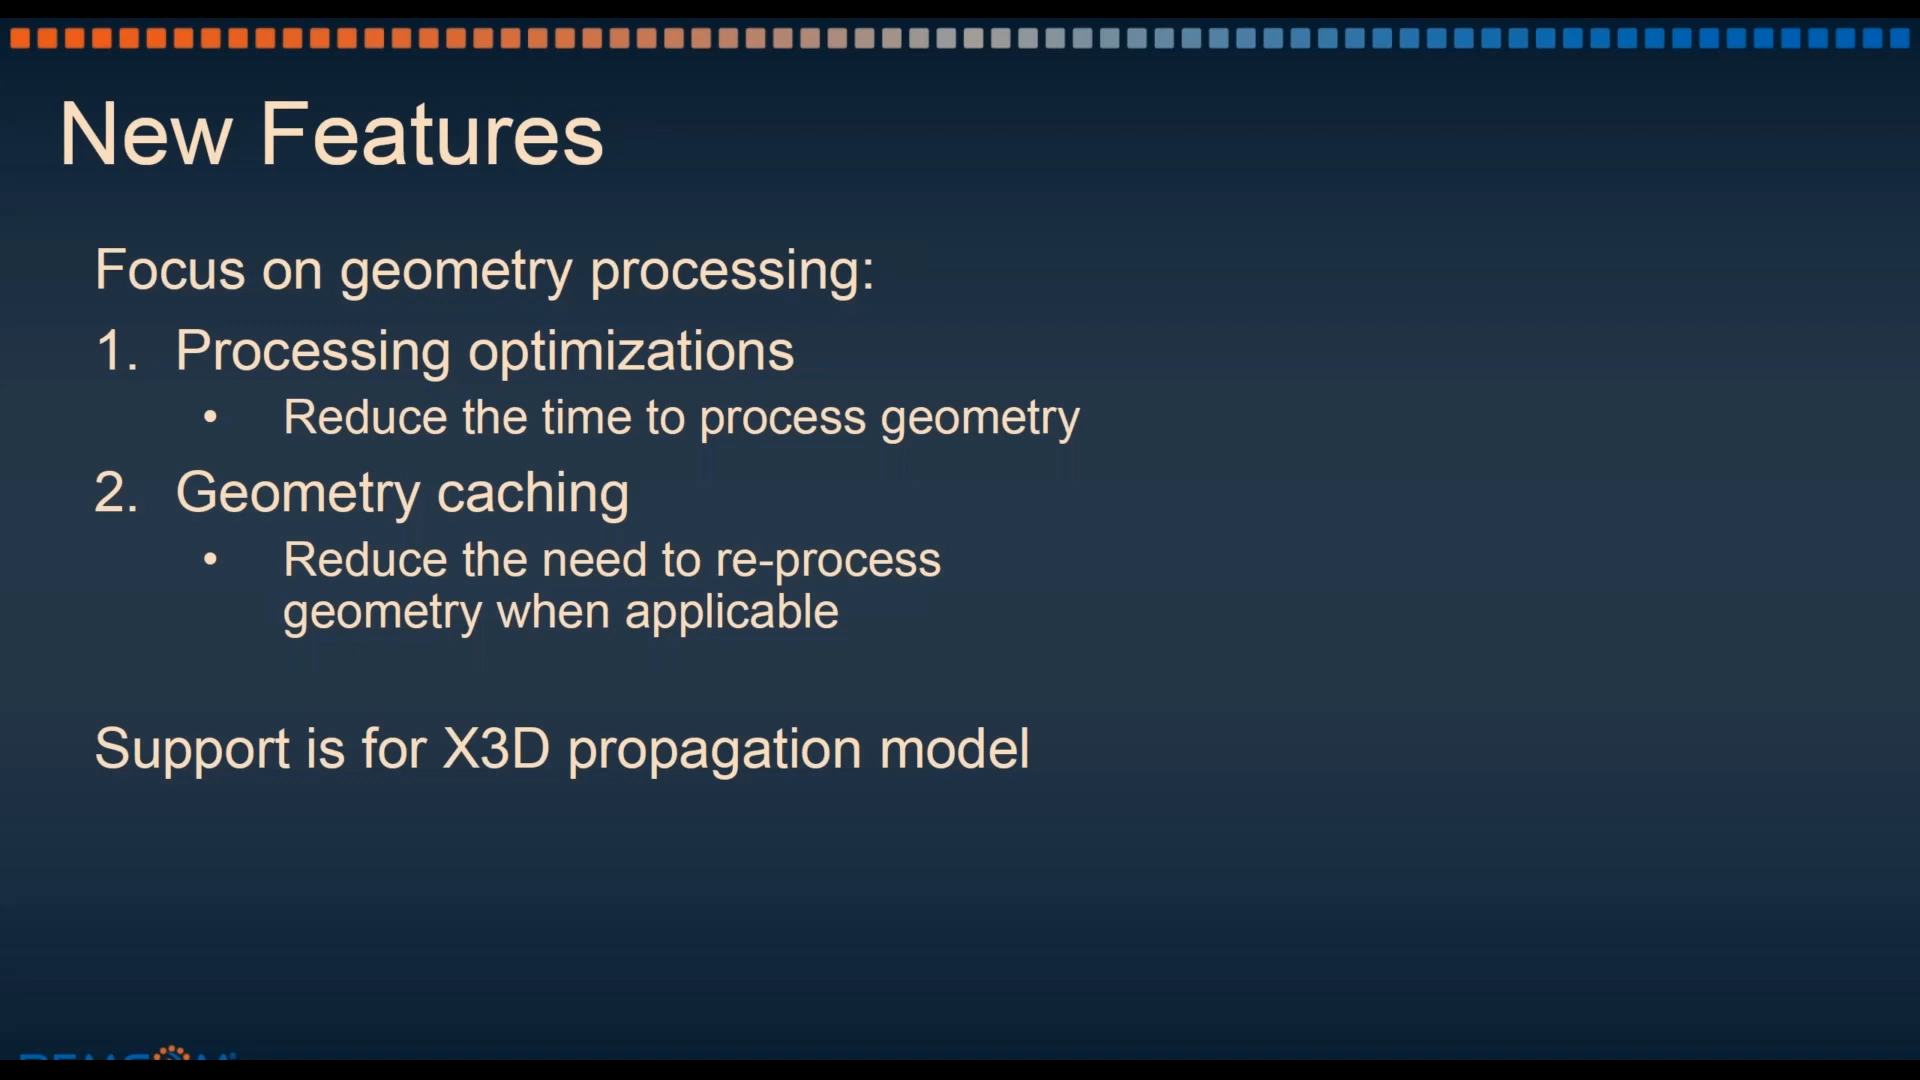 New Features
Focus on geometry processing:
1. Processing optimizations
• Reduce the time to process geometry
2. Geometry caching
• Reduce the need to re-process
geometry when applicable
Support is for X3D propagation model